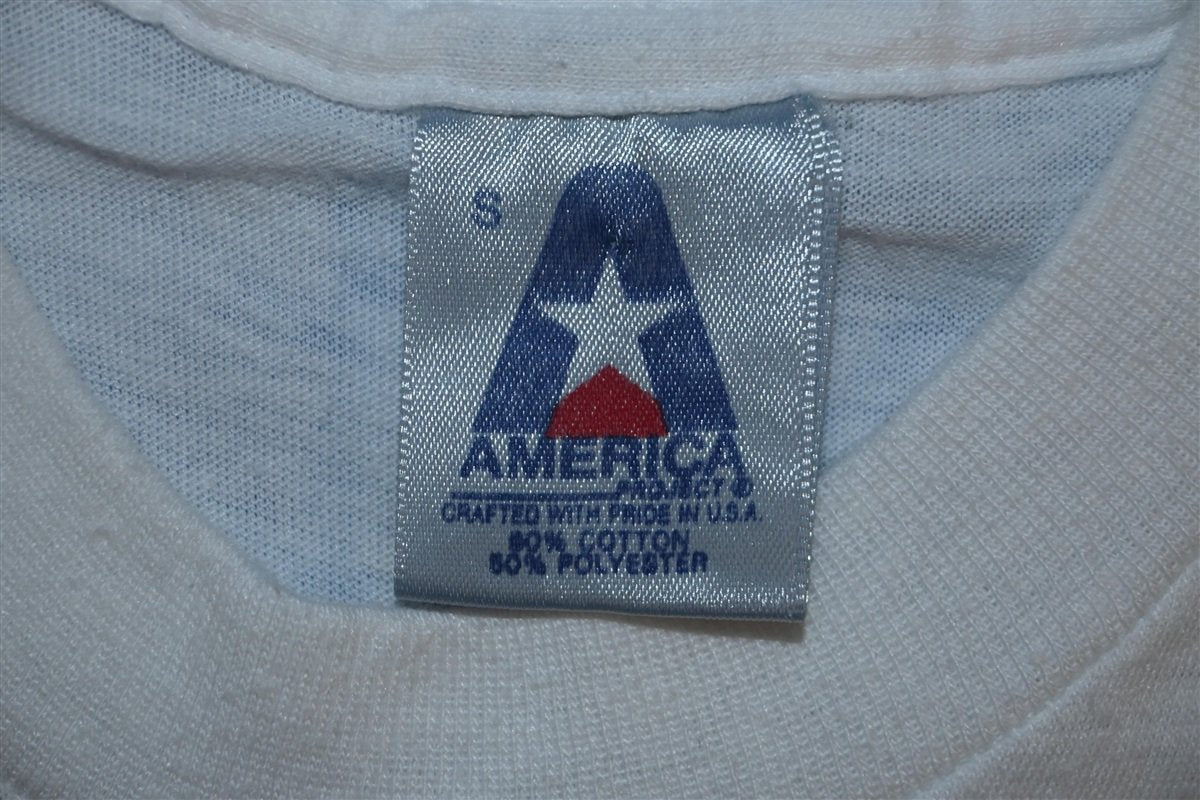 S
AMERICA
PROJECT ®
CRAFTED WITH PRIDE IN U.S.A.
50% COTTON
50% POLYESTER